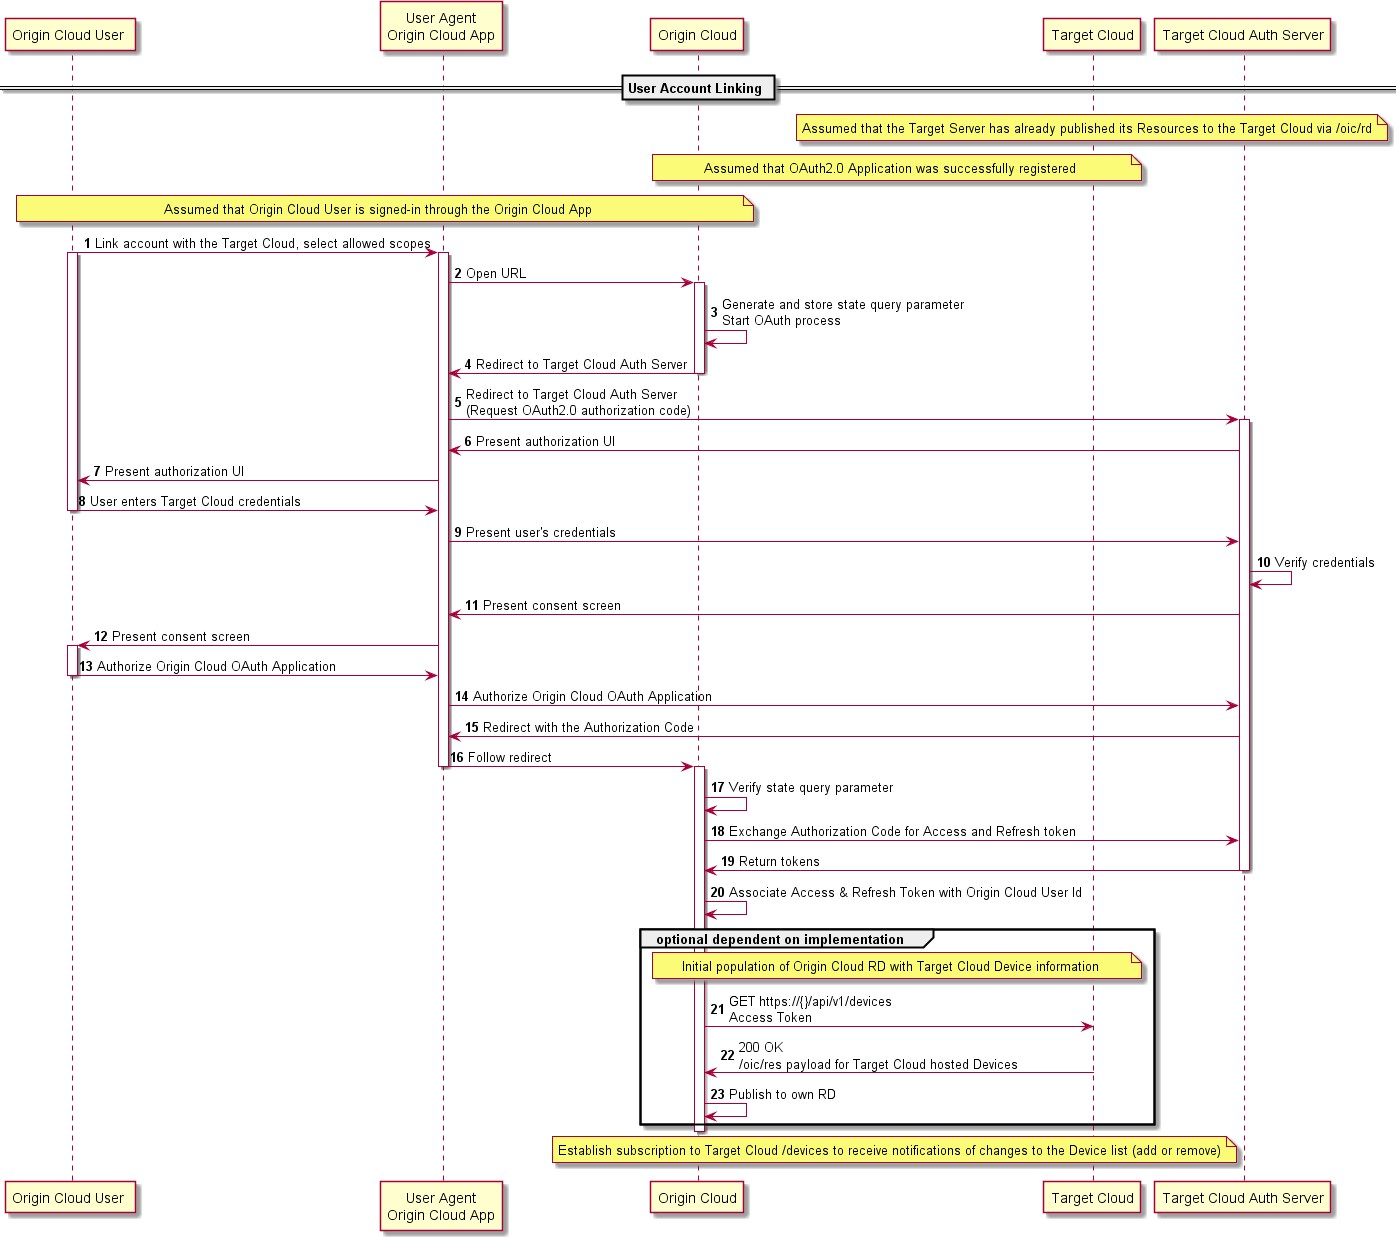 Origin Cloud User
User Agent
Origin Cloud App
Origin Cloud
Target Cloud
Target Cloud Auth Server
User Account Linking
Assumed that the Target Server has already published its Resources to the Target Cloud via /oic/rd
Assumed that OAuth2.0 Application was successfully registered
Assumed that Origin Cloud User is signed-in through the Origin Cloud App
1 Link account with the Target Cloud, select allowed scopes
2 Open URL
3 Generate and store state query parameter
Start OAuth process
4 Redirect to Target Cloud Auth Server
5 Redirect to Target Cloud Auth Server
(Request OAuth2.0 authorization code)
6 Present authorization UI
7 Present authorization UI
8 User enters Target Cloud credentials
9 Present user's credentials
10 Verify credentials
11 Present consent screen
12 Present consent screen
13 Authorize Origin Cloud OAuth Application
14 Authorize Origin Cloud OAuth Application
15 Redirect with the Authorization Code
16 Follow redirect
17 Verify state query parameter
18 Exchange Authorization Code for Access and Refresh token
19 Return tokens
20 Associate Access & Refresh Token with Origin Cloud User Id
optional dependent on implementation
Initial population of Origin Cloud RD with Target Cloud Device information
21 GET https://{}/api/v1/devices
Access Token
22 200 OK
/oic/res payload for Target Cloud hosted Devices
23 Publish to own RD
Establish subscription to Target Cloud /devices to receive notifications of changes to the Device list (add or remove)
Origin Cloud User
User Agent
Origin Cloud App
Origin Cloud
Target Cloud
Target Cloud Auth Server